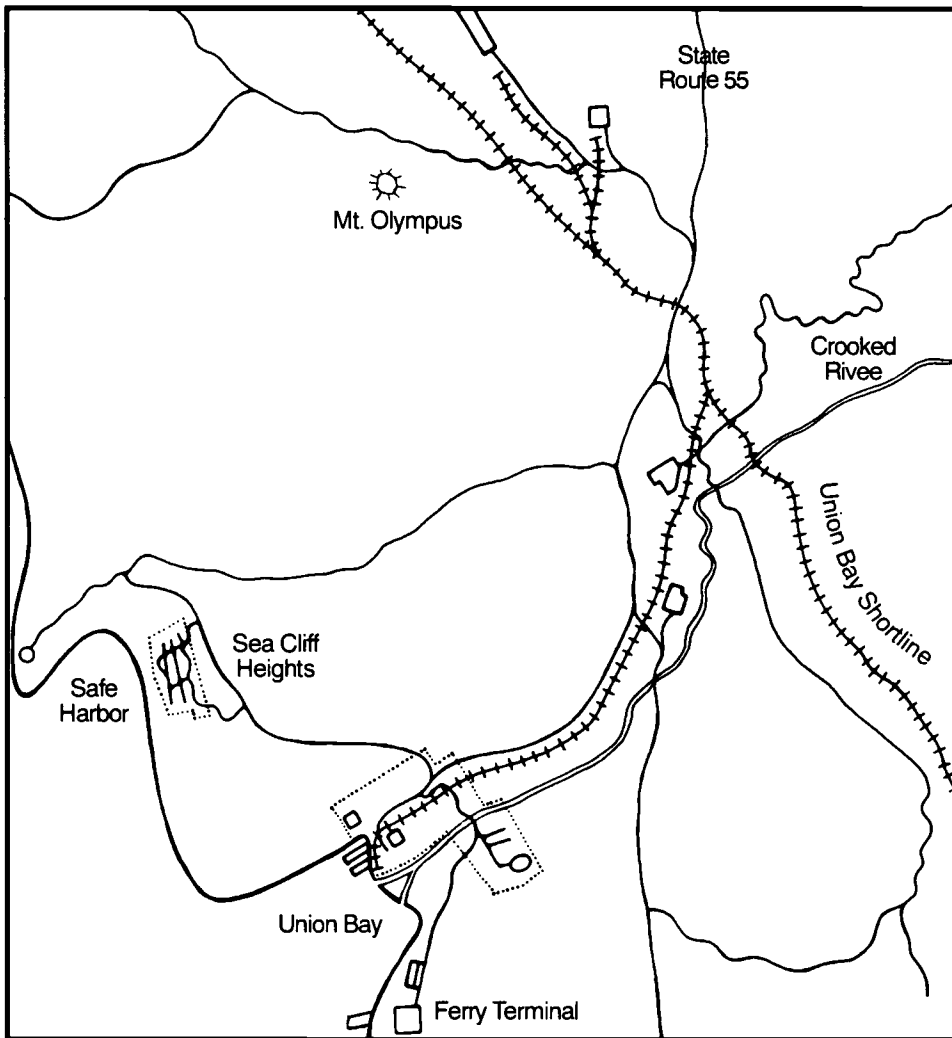 State
Route 55
Mt. Olympus
Crooked
Rivee
Union Bay Shortline
Sea Cliff
Heights
Safe
Harbor
Union Bay
Ferry Terminal